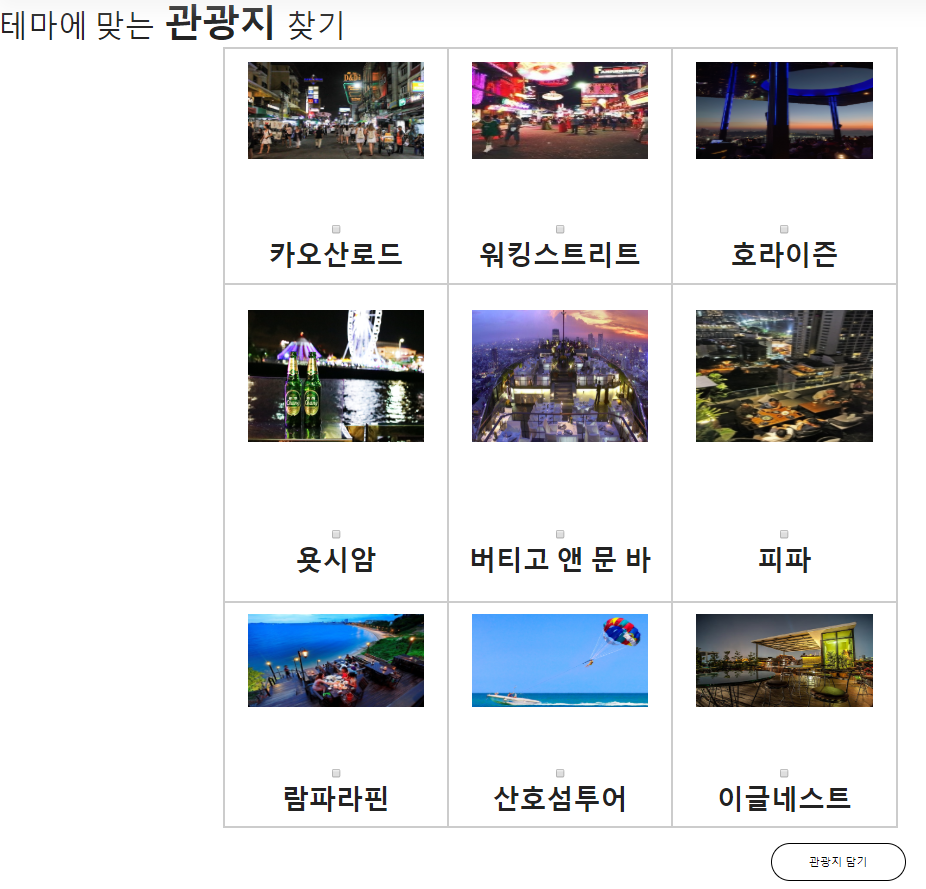 테마에 맞는 관광지 찾기
카오산로드
워킹스트리트
호라이즌
욧시암
버티고 앤 문 바
피파
람파라핀
산호섬투어
이글네스트
관광지 담기